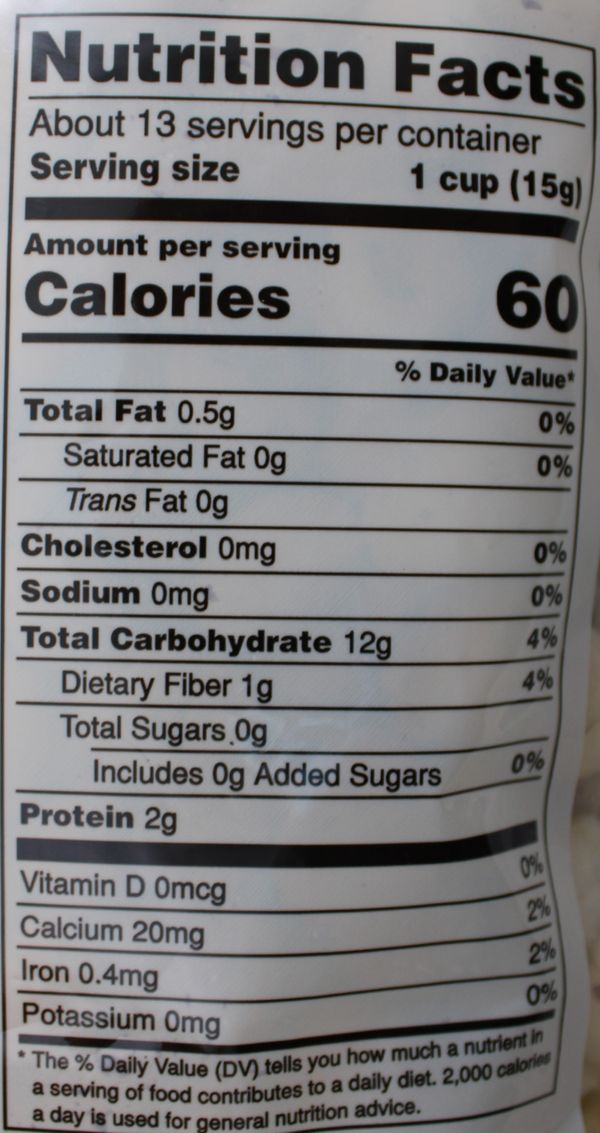 Nutrition Facts
About 13 servings per container
Serving size 1 cup (15g)
Amount per serving
Calories 60
% Daily Value*
Total Fat 0.5g 0%
Saturated Fat 0g 0%
Trans Fat 0g
Cholesterol 0mg 0%
Sodium 0mg 0%
Total Carbohydrate 12g 4%
Dietary Fiber 1g 4%
Total Sugars 0g
Includes 0g Added Sugars 0%
Protein 2g
Vitamin D 0mcg 0%
Calcium 20mg 2%
Iron 0.4mg 2%
Potassium 0mg 0%
* The % Daily Value (DV) tells you how much a nutrient in
a serving of food contributes to a daily diet. 2,000 calories
a day is used for general nutrition advice.